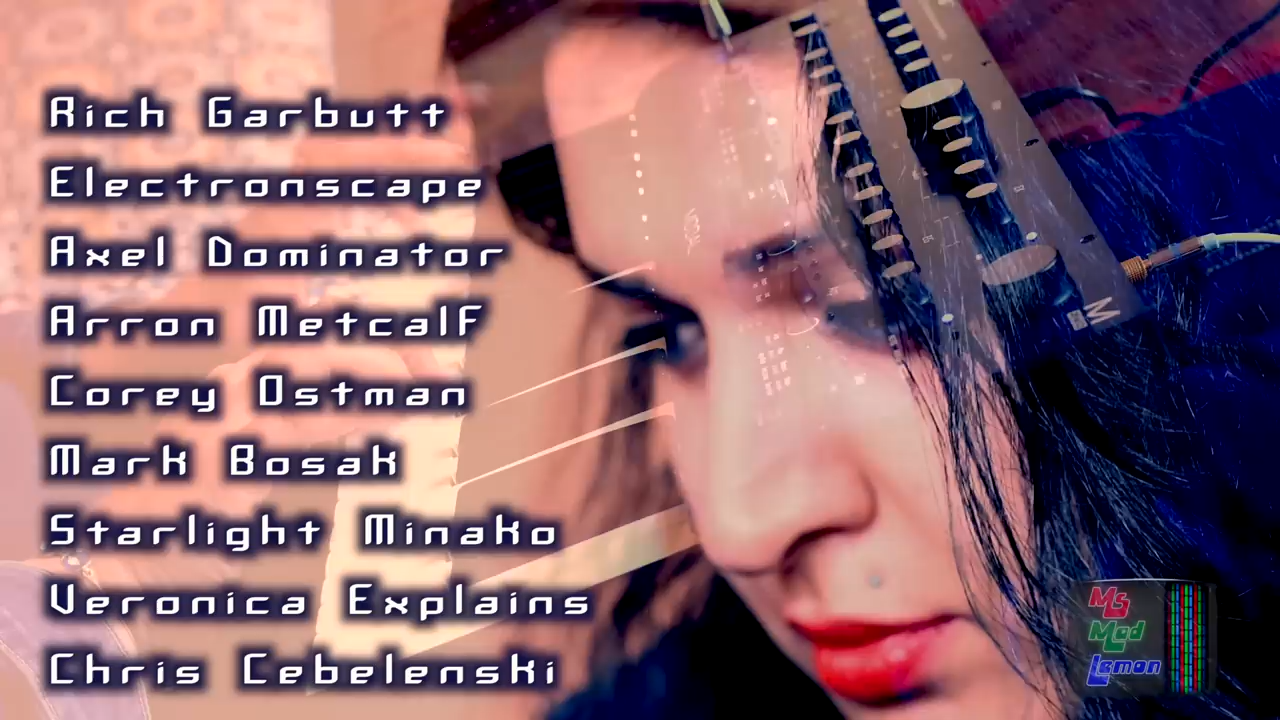 Rich Garbutt
Electronscape
Axel Dominator
Arron Metcalf
Corey Ostman
Mark Bosak
Starlight Minako
Veronica Explains
Chris Cebelenski
M
Ms
Mad
Lemon